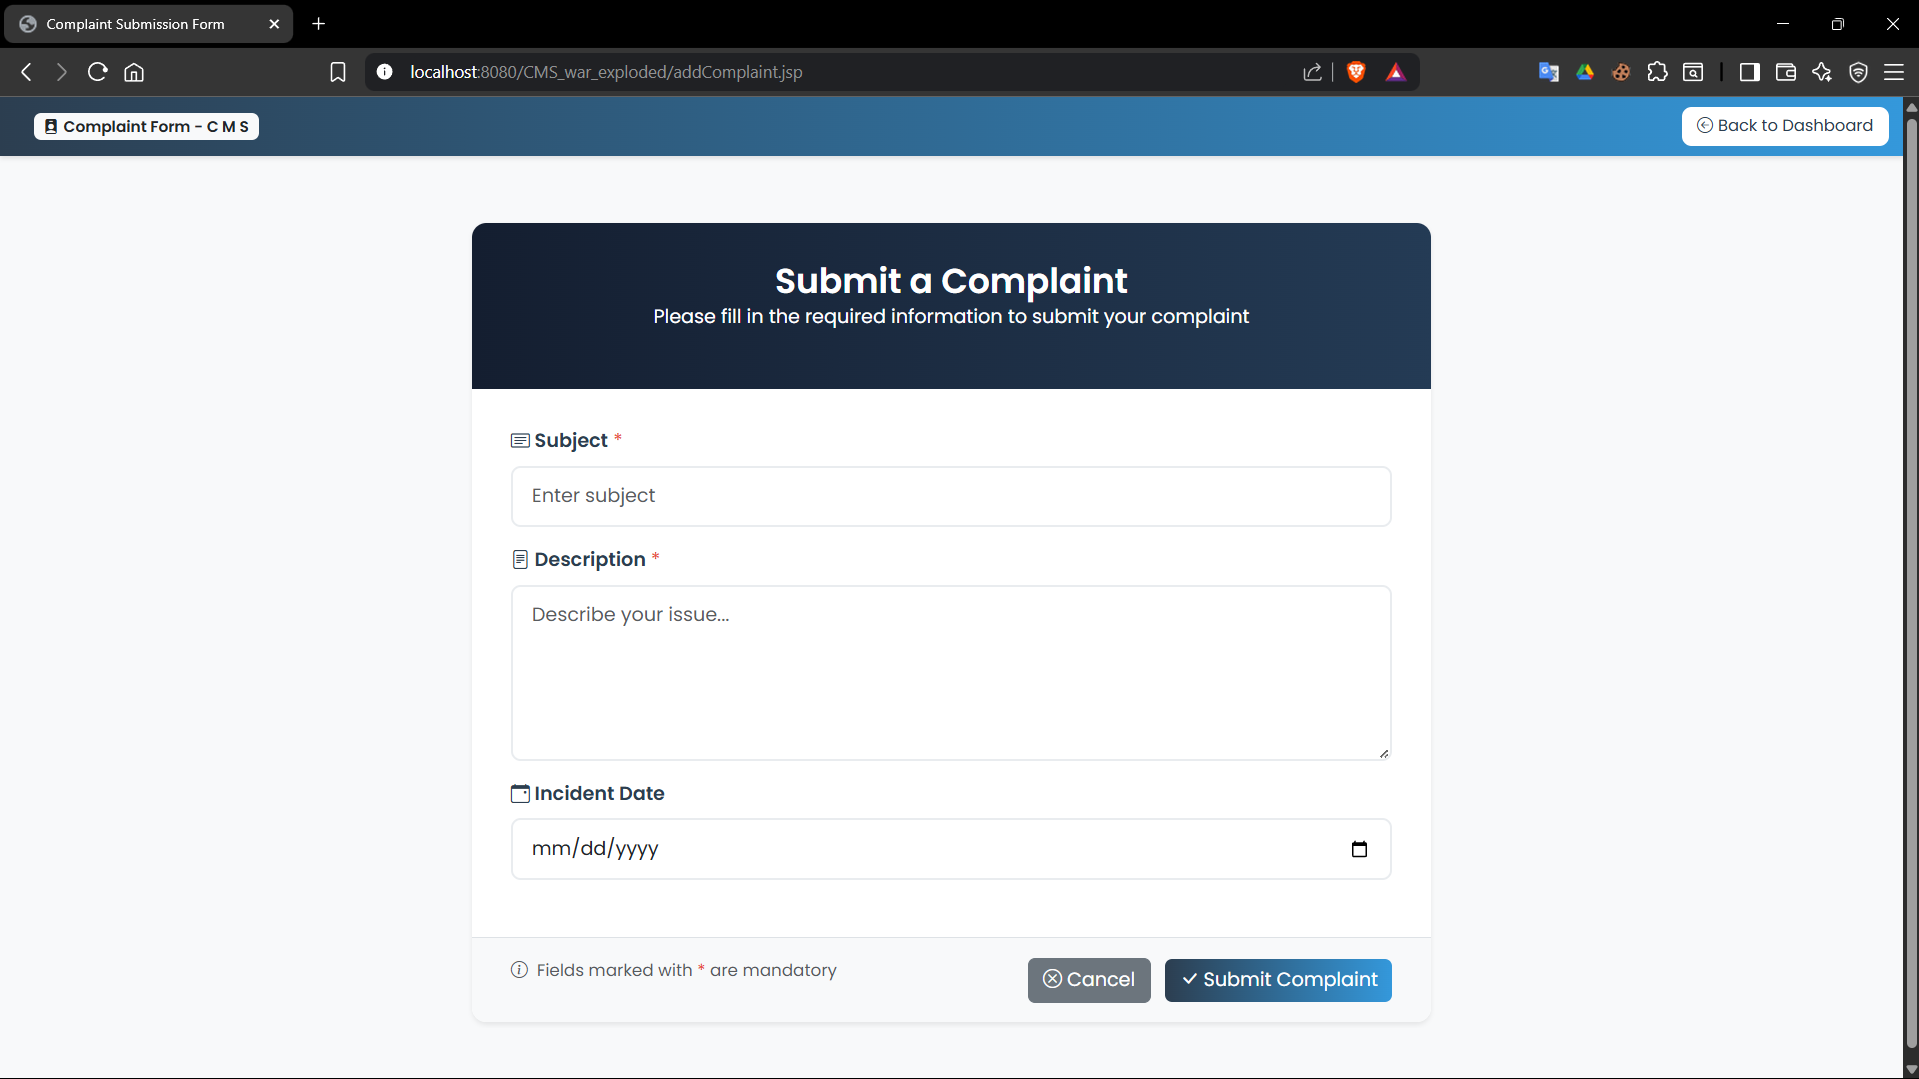 Complaint Submission Form
localhost:8080/CMS_war_exploded/addComplaint.jsp
Complaint Form - C M S
Back to Dashboard
Submit a Complaint
Please fill in the required information to submit your complaint
Subject *
Enter subject
Description *
Describe your issue...
Incident Date
mm/dd/yyyy
Fields marked with * are mandatory
Cancel
Submit Complaint